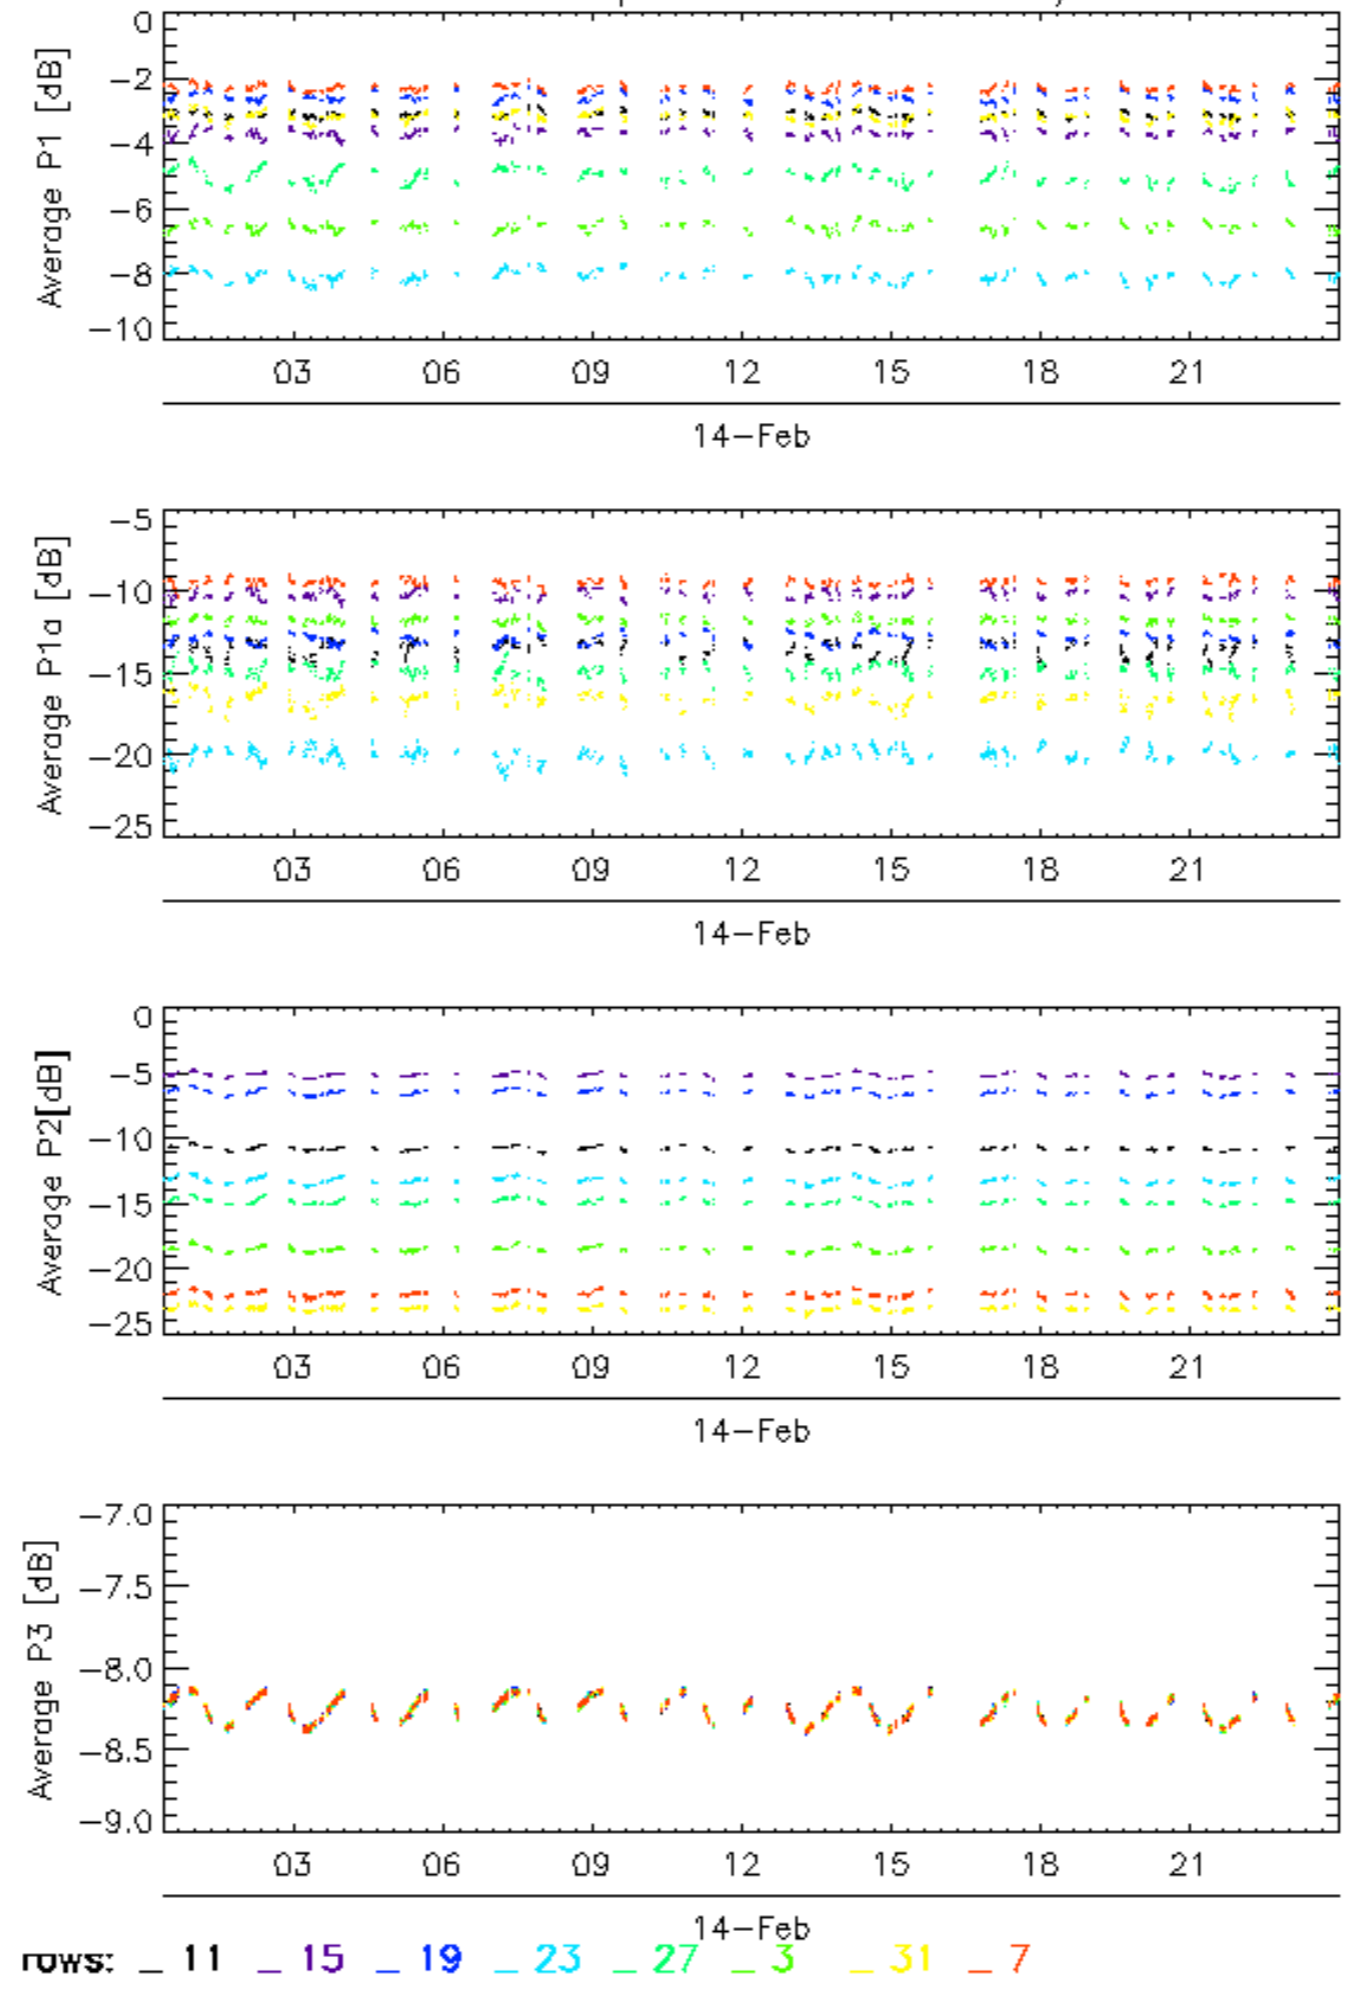 0
−2
−4
−6
−8
−10
Average P1 [dB]
03 06 09 12 15 18 21
14−Feb
−5
−10
−15
−20
−25
Average P1a [dB]
03 06 09 12 15 18 21
14−Feb
0
−5
−10
−15
−20
−25
Average P2[dB]
03 06 09 12 15 18 21
14−Feb
−7.0
−7.5
−8.0
−8.5
−9.0
Average P3 [dB]
03 06 09 12 15 18 21
14−Feb
rows: _ 11 _ 15 _ 19 _ 23 _ 27 _ 3 _ 31 _ 7